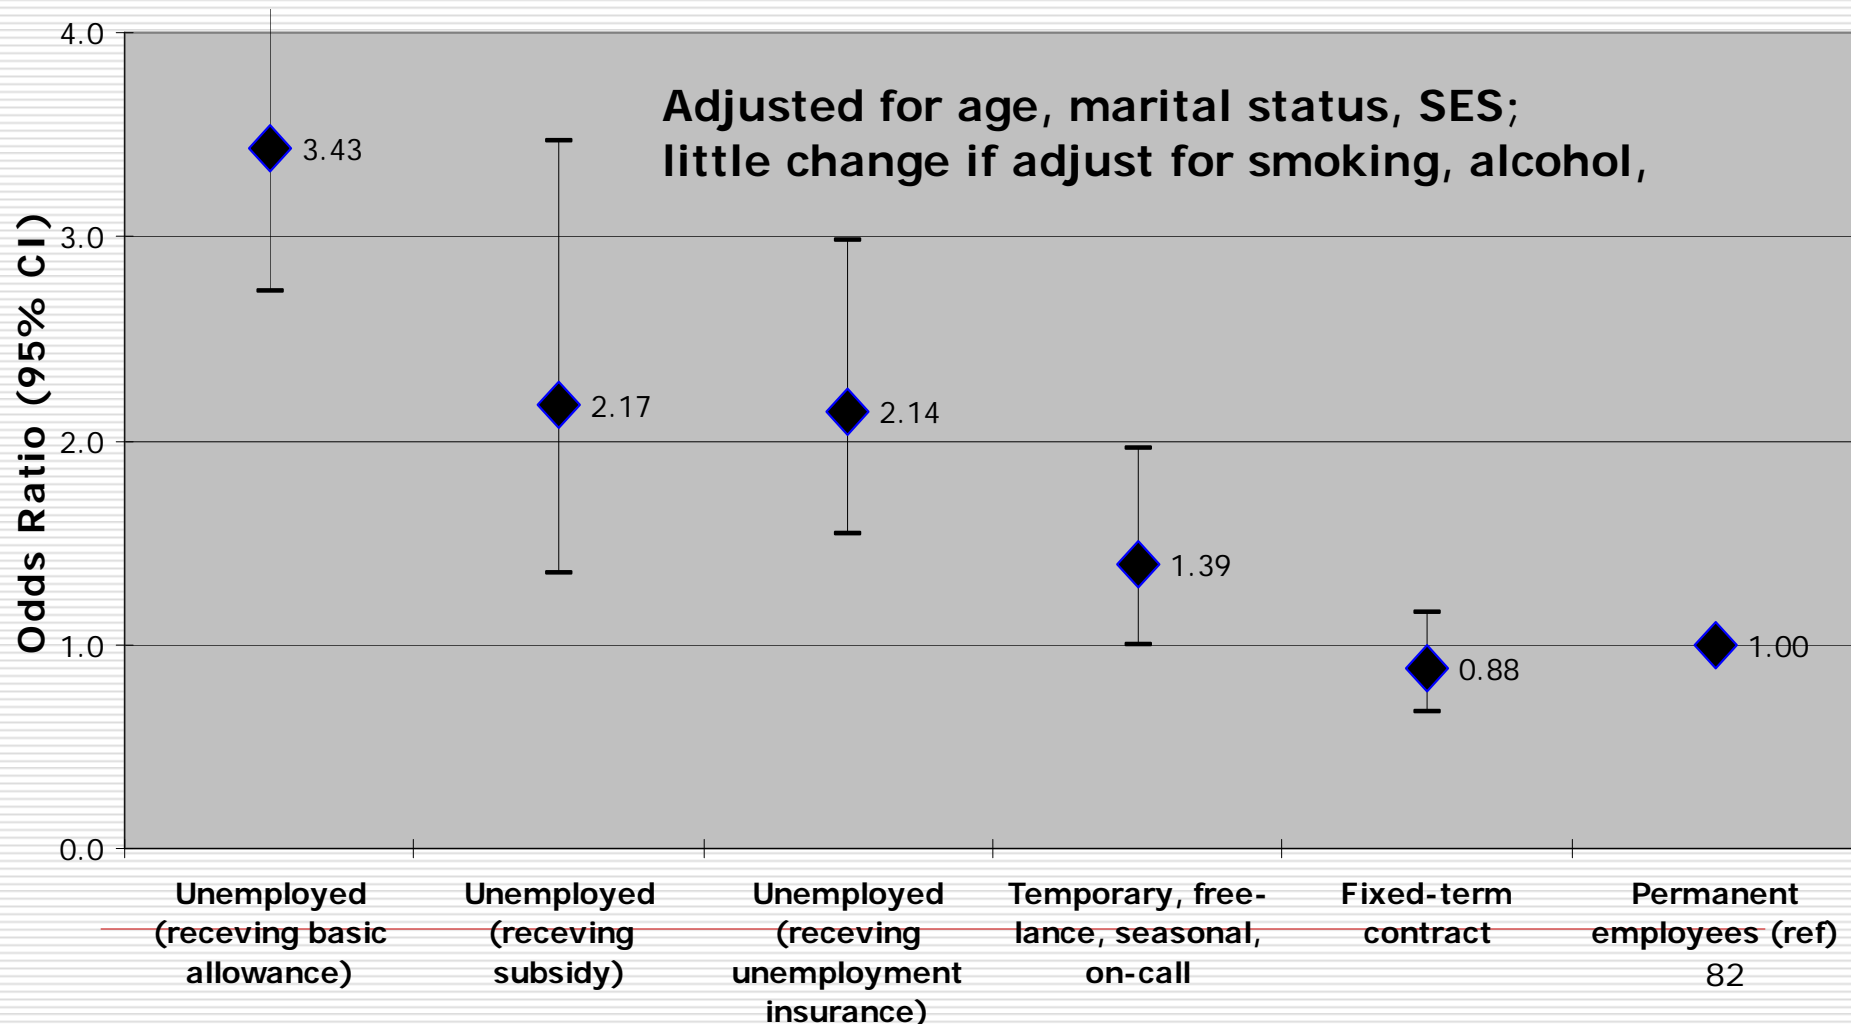 Odds Ratio (95% CI)
4.0
3.0
2.0
1.0
0.0
Adjusted for age, marital status, SES;
little change if adjust for smoking, alcohol,
3.43
2.17
2.14
1.39
0.88
1.00
Unemployed
(receving basic
allowance)
Unemployed
(receving
subsidy)
Unemployed
(receving
unemployment
insurance)
Temporary, free-
lance, seasonal,
on-call
Fixed-term
contract
Permanent
employees (ref)
82